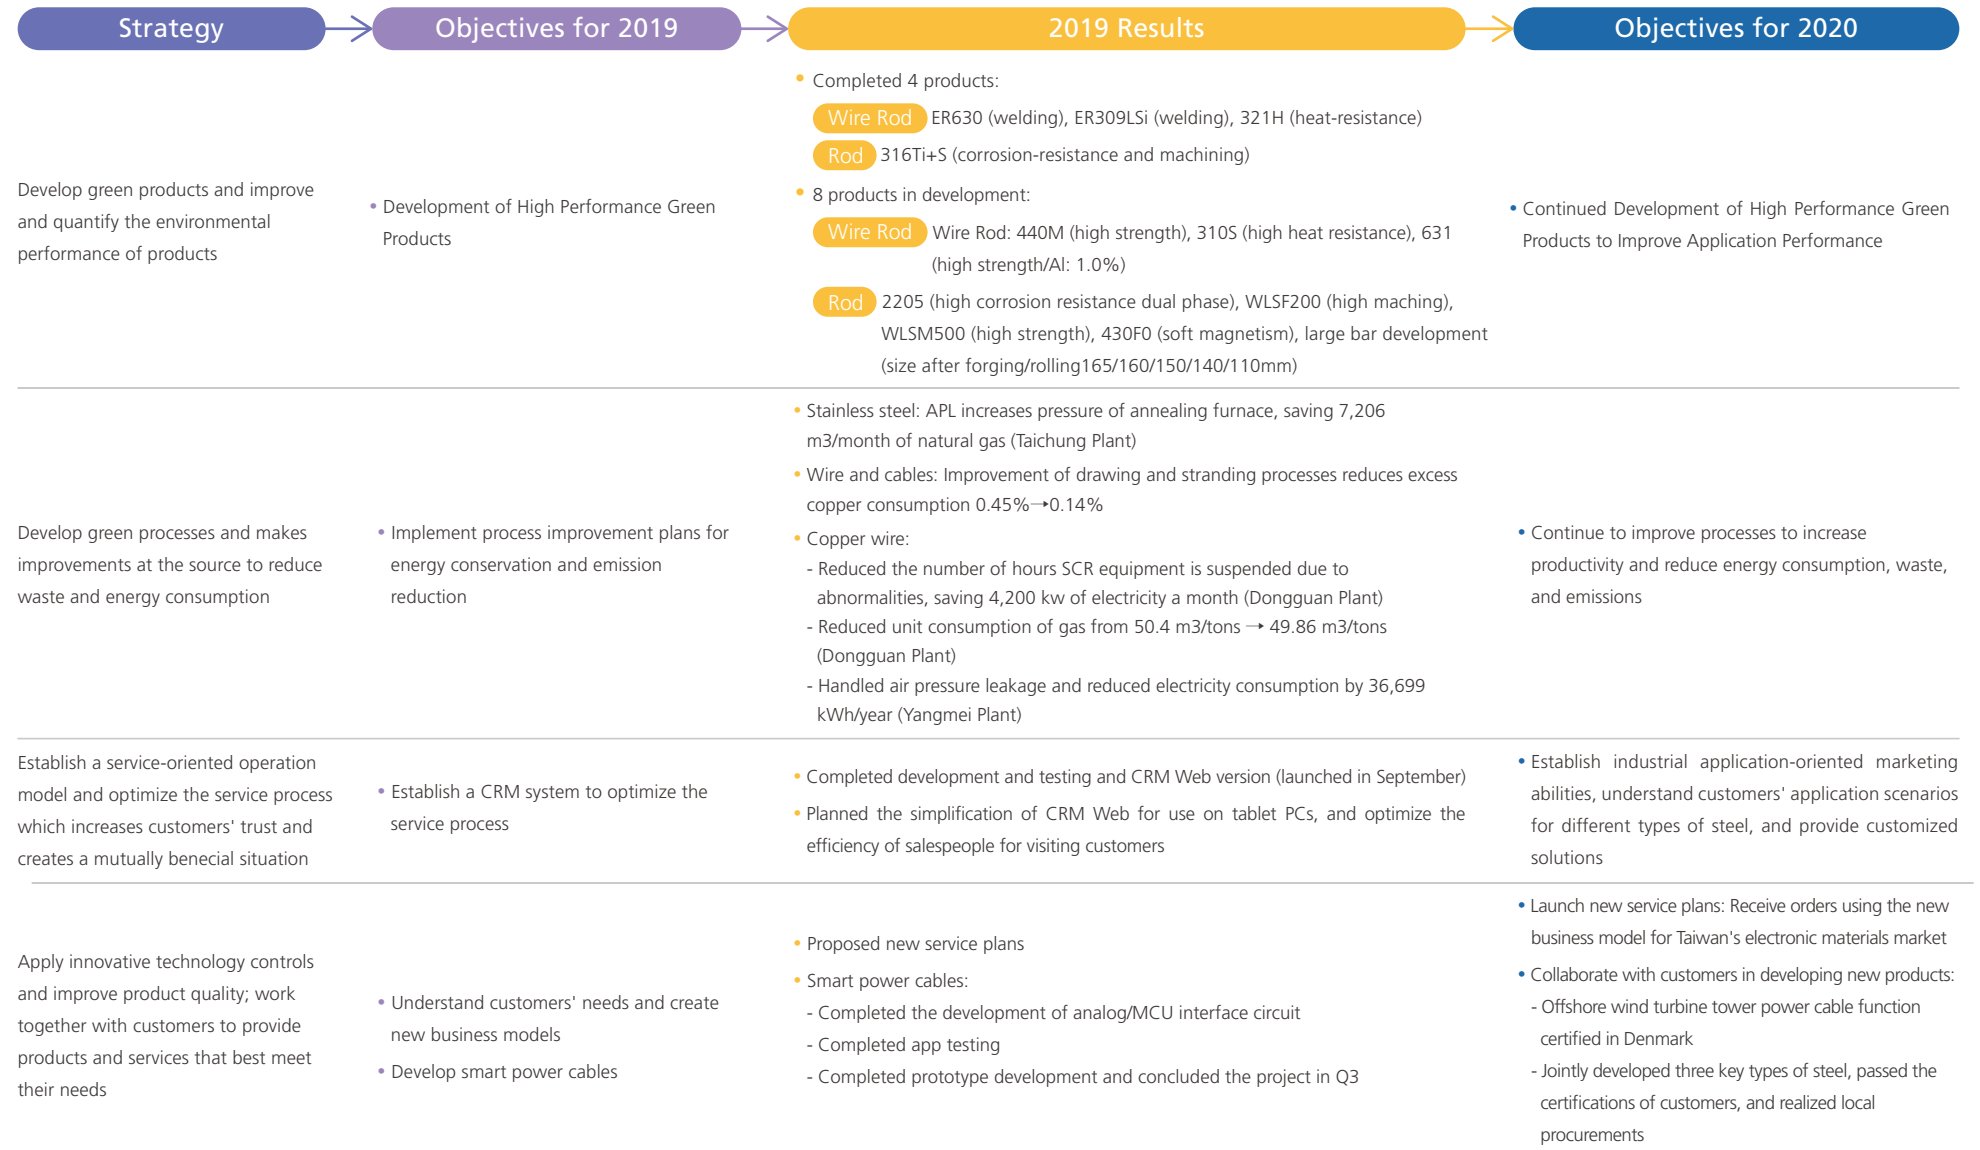 Strategy
Objectives for 2019
2019 Results
Objectives for 2020
Develop green products and improve
and quantify the environmental
performance of products
• Development of High Performance Green
Products
• Completed 4 products:
Wire Rod ER630 (welding), ER309LSi (welding), 321H (heat-resistance)
Rod 316Ti+S (corrosion-resistance and machining)
• 8 products in development:
Wire Rod Wire Rod: 440M (high strength), 310S (high heat resistance), 631
(high strength/Al: 1.0%)
Rod 2205 (high corrosion resistance dual phase), WLSF200 (high maching),
WLSM500 (high strength), 430F0 (soft magnetism), large bar development
(size after forging/rolling165/160/150/140/110mm)
• Continued Development of High Performance Green
Products to Improve Application Performance
Develop green processes and makes
improvements at the source to reduce
waste and energy consumption
• Implement process improvement plans for
energy conservation and emission
reduction
• Stainless steel: APL increases pressure of annealing furnace, saving 7,206
m3/month of natural gas (Taichung Plant)
• Wire and cables: Improvement of drawing and stranding processes reduces excess
copper consumption 0.45%→0.14%
• Copper wire:
- Reduced the number of hours SCR equipment is suspended due to
abnormalities, saving 4,200 kw of electricity a month (Dongguan Plant)
- Reduced unit consumption of gas from 50.4 m3/tons → 49.86 m3/tons
(Dongguan Plant)
- Handled air pressure leakage and reduced electricity consumption by 36,699
kWh/year (Yangmei Plant)
• Continue to improve processes to increase
productivity and reduce energy consumption, waste,
and emissions
Establish a service-oriented operation
model and optimize the service process
which increases customers' trust and
creates a mutually benecial situation
• Establish a CRM system to optimize the
service process
• Completed development and testing and CRM Web version (launched in September)
• Planned the simplification of CRM Web for use on tablet PCs, and optimize the
efficiency of salespeople for visiting customers
• Establish industrial application-oriented marketing
abilities, understand customers' application scenarios
for different types of steel, and provide customized
solutions
Apply innovative technology controls
and improve product quality; work
together with customers to provide
products and services that best meet
their needs
• Understand customers' needs and create
new business models
• Develop smart power cables
• Proposed new service plans
• Smart power cables:
- Completed the development of analog/MCU interface circuit
- Completed app testing
- Completed prototype development and concluded the project in Q3
• Launch new service plans: Receive orders using the new
business model for Taiwan's electronic materials market
• Collaborate with customers in developing new products:
- Offshore wind turbine tower power cable function
certified in Denmark
- Jointly developed three key types of steel, passed the
certifications of customers, and realized local
procurements